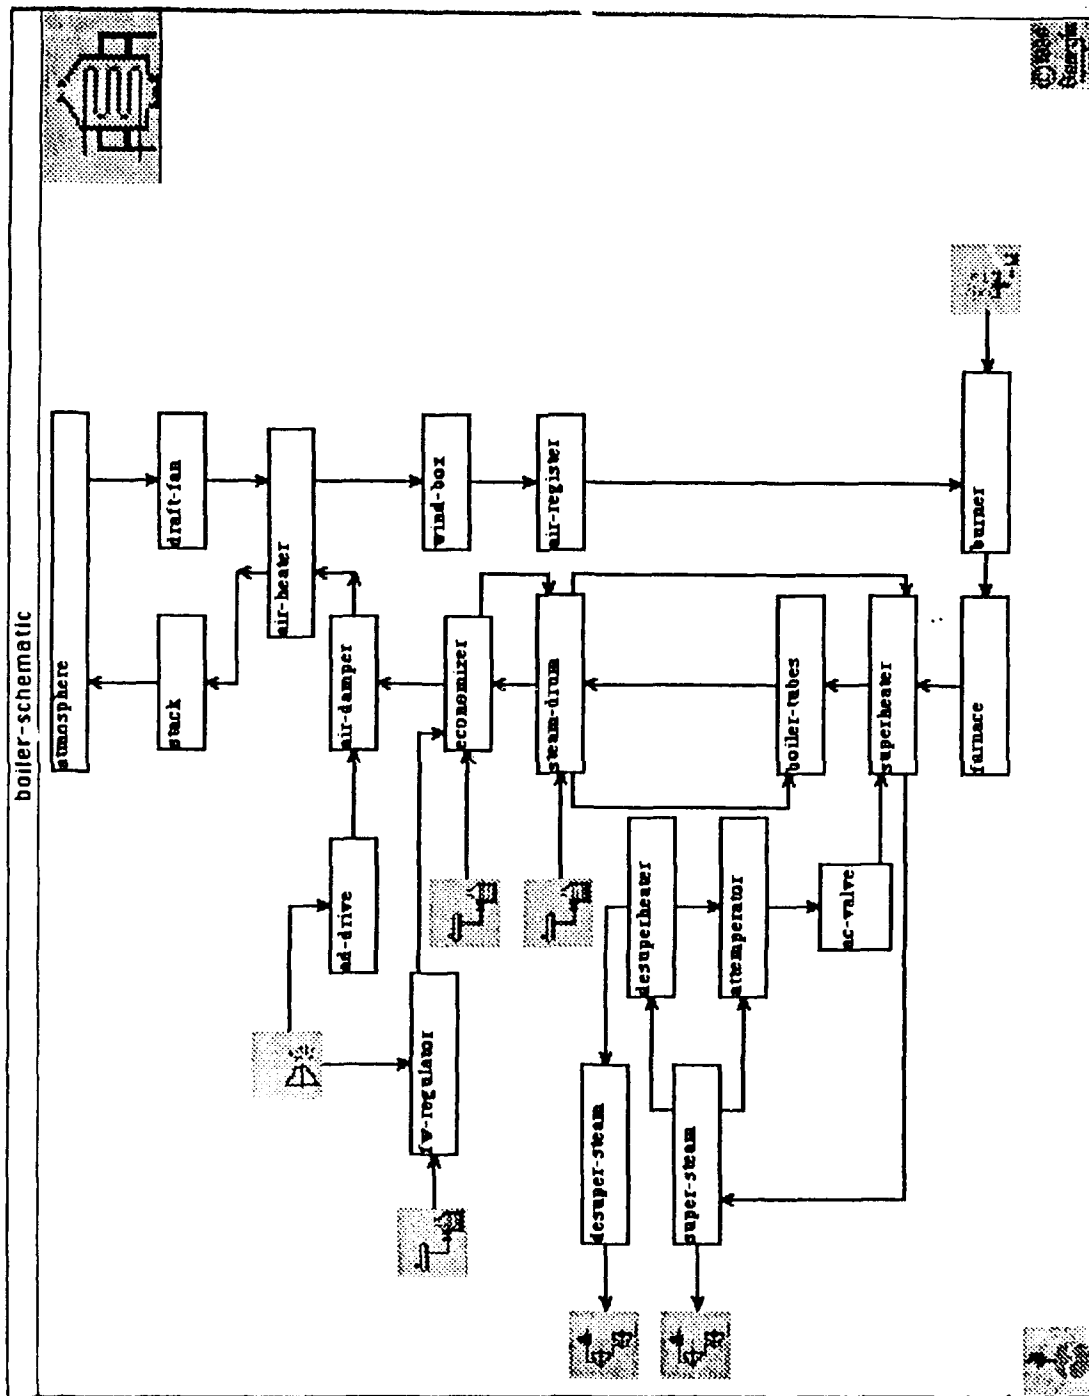 boiler-schematic
atmosphere
stack
draft-fan
air-heater
ad-drive
air-damper
fw-regulator
economizer
wind-box
steam-drum
air-register
desuper-steam
desuperheater
super-steam
attemperator
boiler-tubes
ac-valve
superheater
furnace
burner